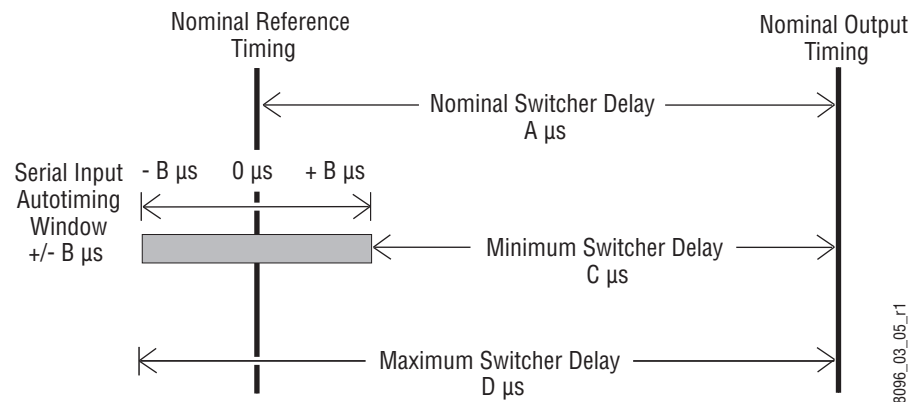 Nominal Reference
Timing
Nominal Output
Timing
Nominal Switcher Delay
A µs
Serial Input
Autotiming
Window
+/- B µs
- B µs
0 µs
+ B µs
Minimum Switcher Delay
C µs
Maximum Switcher Delay
D µs
8096_03_05_r1